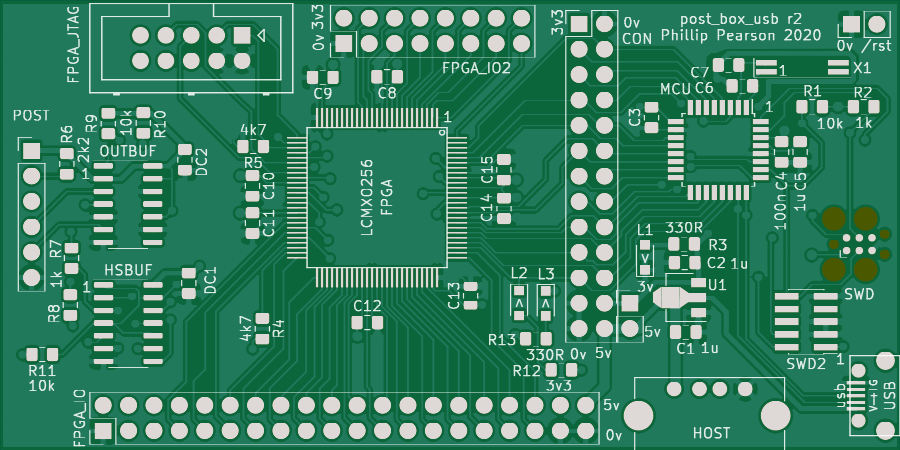 FPGA_JTAG
0v 3v3
FPGA_IO2
3v3
0v
CON
post_box_usb r2
Phillip Pearson 2020
0v /rst
C9
C8
C7
C6
1
X1
MCU
POST
R6
2k2
R9
10k
R10
4k7
R5
1
C3
1
R1
10k
R2
1k
OUTBUF
1
DC2
C10
C11
LCMXO256
FPGA
C15
C14
100n
C4
1u
C5
R7
1k
R8
HSBUF
1
DC1
4k7
R4
C12
C13
L2
L3
L1
330R
R3
C2 1u
3v
U1
SWD
R13
330R
0v
5v
5v
C1 1u
R12
3v3
SWD2
R11
10k
FPGA_IO
5v
0v
HOST
1
usb
USB